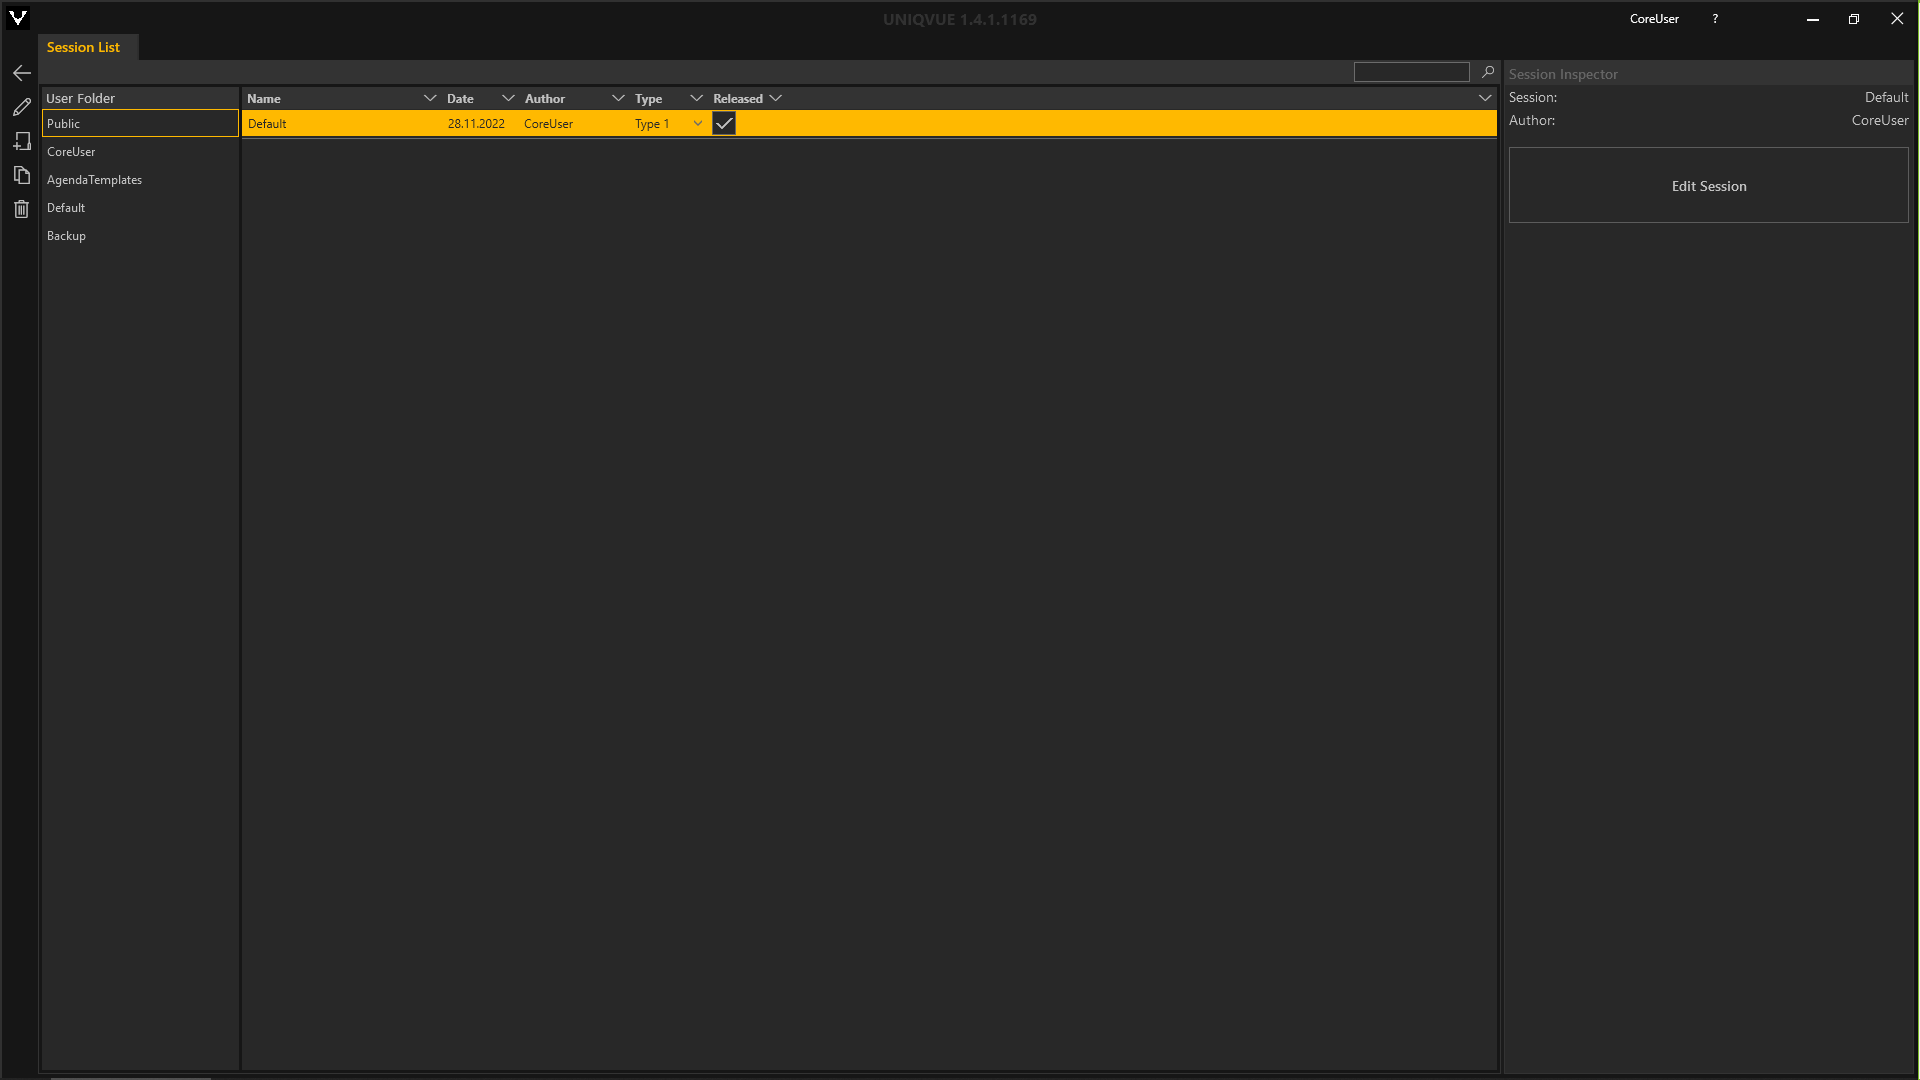 UNIQVUE 1.4.1.1169
CoreUser
?
Session List
Session Inspector
User Folder
Name
Date
Author
Type
Released
Session:
Default
Public
Default
28.11.2022
CoreUser
Type 1
Author:
CoreUser
CoreUser
AgendaTemplates
Edit Session
Default
Backup